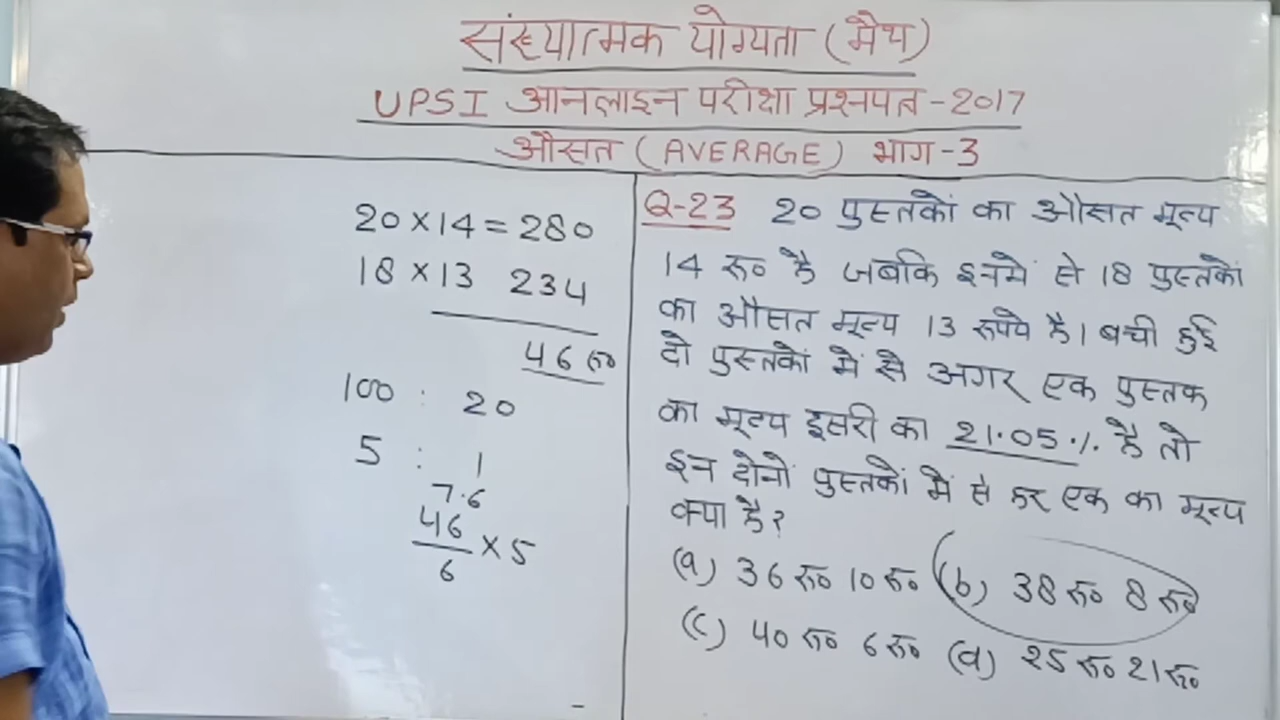 संख्यात्मक योग्यता (मैथ)
UPSI आनलाइन परीक्षा प्रश्नपत्र - 2017
औसत (AVERAGE) भाग-3
20 × 14 = 280
18 × 13 234
46 रू०
100 : 20
5 : 1
7.6
46
6
× 5
Q-23 20 पुस्तकों का औसत मूल्य
14 रू० है जबकि इनमें से 18 पुस्तकों
का औसत मूल्य 13 रूपये है। बची हुई
दो पुस्तकों में से अगर एक पुस्तक
का मूल्य दूसरी का 21.05 % है तो
इन दोनों पुस्तकों में से हर एक का मूल्य
क्या है?
(a) 36 रू० 10 रू० (b) 38 रू० 8 रू०
(c) 40 रू० 6 रू० (d) 25 रू० 21 रू०